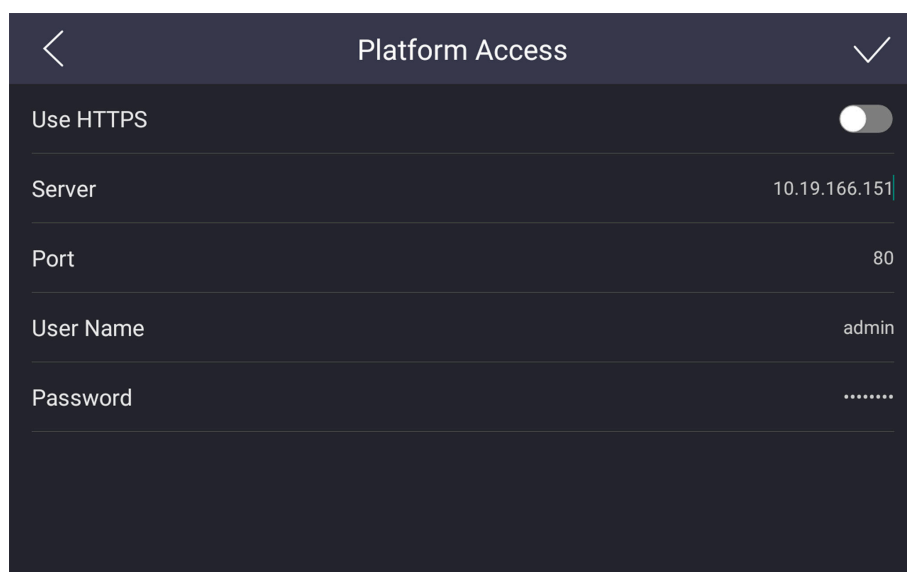 Platform Access
Use HTTPS
Server 10.19.166.151
Port 80
User Name admin
Password ••••••••